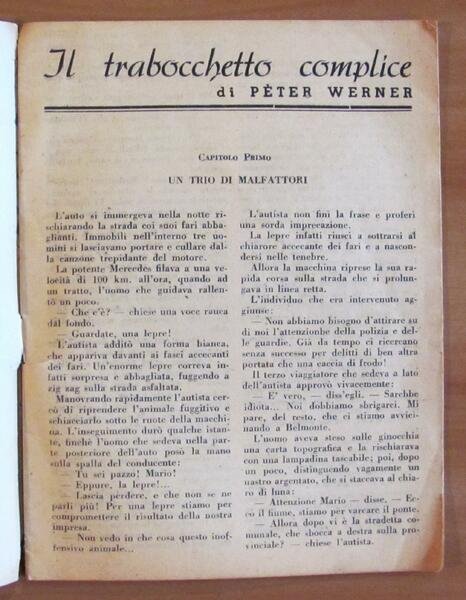 Il trabocchetto complice
di PÈTER WERNER
CAPITOLO PRIMO
UN TRIO DI MALFATTORI
L'auto si immergeva nella notte ri-
schiarando la strada coi suoi fari abba-
glianti. Immobili nell'interno tre uo-
mini si lasciavano portare e cullare dal-
la canzone trepidante del motore.
La potente Mercedès filava a una ve-
locità di 100 km. all'ora, quando ad
un tratto, l'uomo che guidava rallen-
tò un poco.
— Che c'è? — chiese una voce rauca
dal fondo.
— Guardate, una lepre!
L'autista additò una forma bianca,
che appariva davanti ai fasci accecanti
dei fari. Un'enorme lepre correva in-
fatti sorpresa e abbagliata, fuggendo a
zig zag sulla strada asfaltata.
Manovrando rapidamente l'autista cer-
cò di riprendere l'animale fuggitivo e
schiacciarlo sotto le ruote della macchi-
na. L'inseguimento durò qualche istan-
te, finchè l'uomo che sedeva nella par-
te posteriore dell'auto posò la mano
sulla spalla del conducente:
— Tu sei pazzo! Mario!
— Eppure, la lepre!...
— Lascia perdere, e che non se ne
parli più! Per una lepre stiamo per
compromettere il risultato della nostra
impresa.
— Non vedo in che cosa questo inof-
fensivo animale...
L'autista non finì la frase e proferì
una sorda imprecazione.
La lepre infatti riuscì a sottrarsi al
chiarore accecante dei fari e a nascon-
dersi nelle tenebre.
Allora la macchina riprese la sua ra-
pida corsa sulla strada che si prolun-
gava in linea retta.
L'individuo che era intervenuto ag-
giunse:
— Non abbiamo bisogno d'attirare su
di noi l'attenzionbe della polizia e del-
le guardie. Già da tempo ci ricercano
senza successo per delitti di ben altra
portata che una caccia di frodo!
Il terzo viaggiatore che sedeva a lato
dell'autista approvò vivacemente:
— E' vero, — diss'egli. — Sarebbe
idiota... Noi dobbiamo sbrigarci. Mi
pare, del resto, che ci stiamo avvici-
nando a Belmonte.
L'uomo aveva steso sulle ginocchia
una carta topografica e la rischiarava
con una lampadina tascabile; poi, dopo
un poco, distinguendo vagamente un
nastro argentato, che si staccava al chia-
ro di luna:
— Attenzione Mario — disse. — Ec-
co il fiume, stiamo per varcare il ponte.
— Allora dopo vi è la stradetta co-
munale, che sbocca a destra sulla pro-
vinciale? — chiese l'autista.